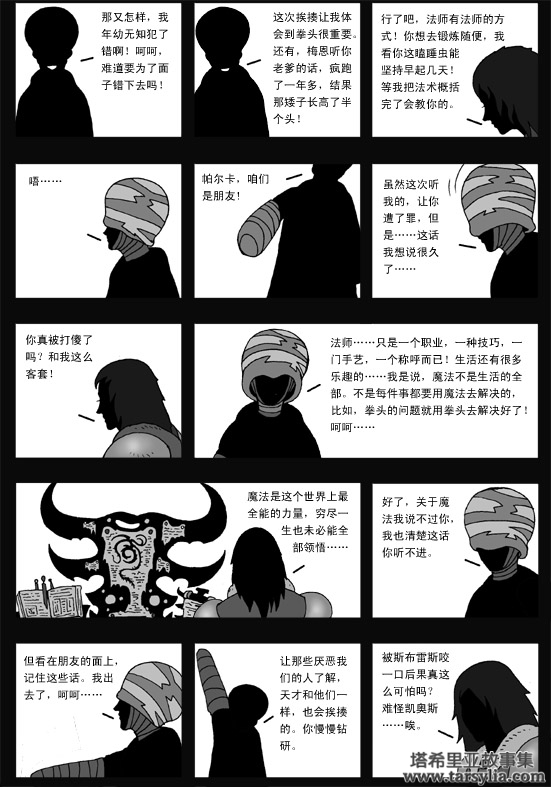 那又怎样，我
年幼无知犯了
错啊！呵呵，
难道要为了面
子错下去吗！
这次挨揍让我体
会到拳头很重要。
还有，梅恩听你
老爹的话，疯跑
了一年多，结果
那矮子长高了半
个头！
行了吧，法师有法师的
方式！你想去锻炼随便，我
看你这瞌睡虫能
坚持早起几天！
等我把法术概括
完了会教你的。
唔……
帕尔卡，咱们
是朋友！
虽然这次听
我的，让你
遭了罪，但
是……这话
我想说很久
了……
你真被打傻了
吗？和我这么
客套！
法师……只是一个职业，一种技巧，一
门手艺，一个称呼而已！生活还有很多
乐趣的……我是说，魔法不是生活的全
部。不是每件事都要用魔法去解决的，
比如，拳头的问题就用拳头去解决好了！
呵呵……
魔法是这个世界上最
全能的力量，穷尽一
生也未必能全
部领悟……
好了，关于魔
法我说不过你，
我也清楚这话
你听不进。
但看在朋友的面上，
记住这些话。我出
去了，呵呵……
让那些厌恶我
们的人了解，
天才和他们一
样，也会挨揍
的。你慢慢钻
研。
被斯布雷斯咬
一口后果真这
么可怕吗？
难怪凯奥斯
……唉。
塔希里亚故事集
www.tarsylia.com